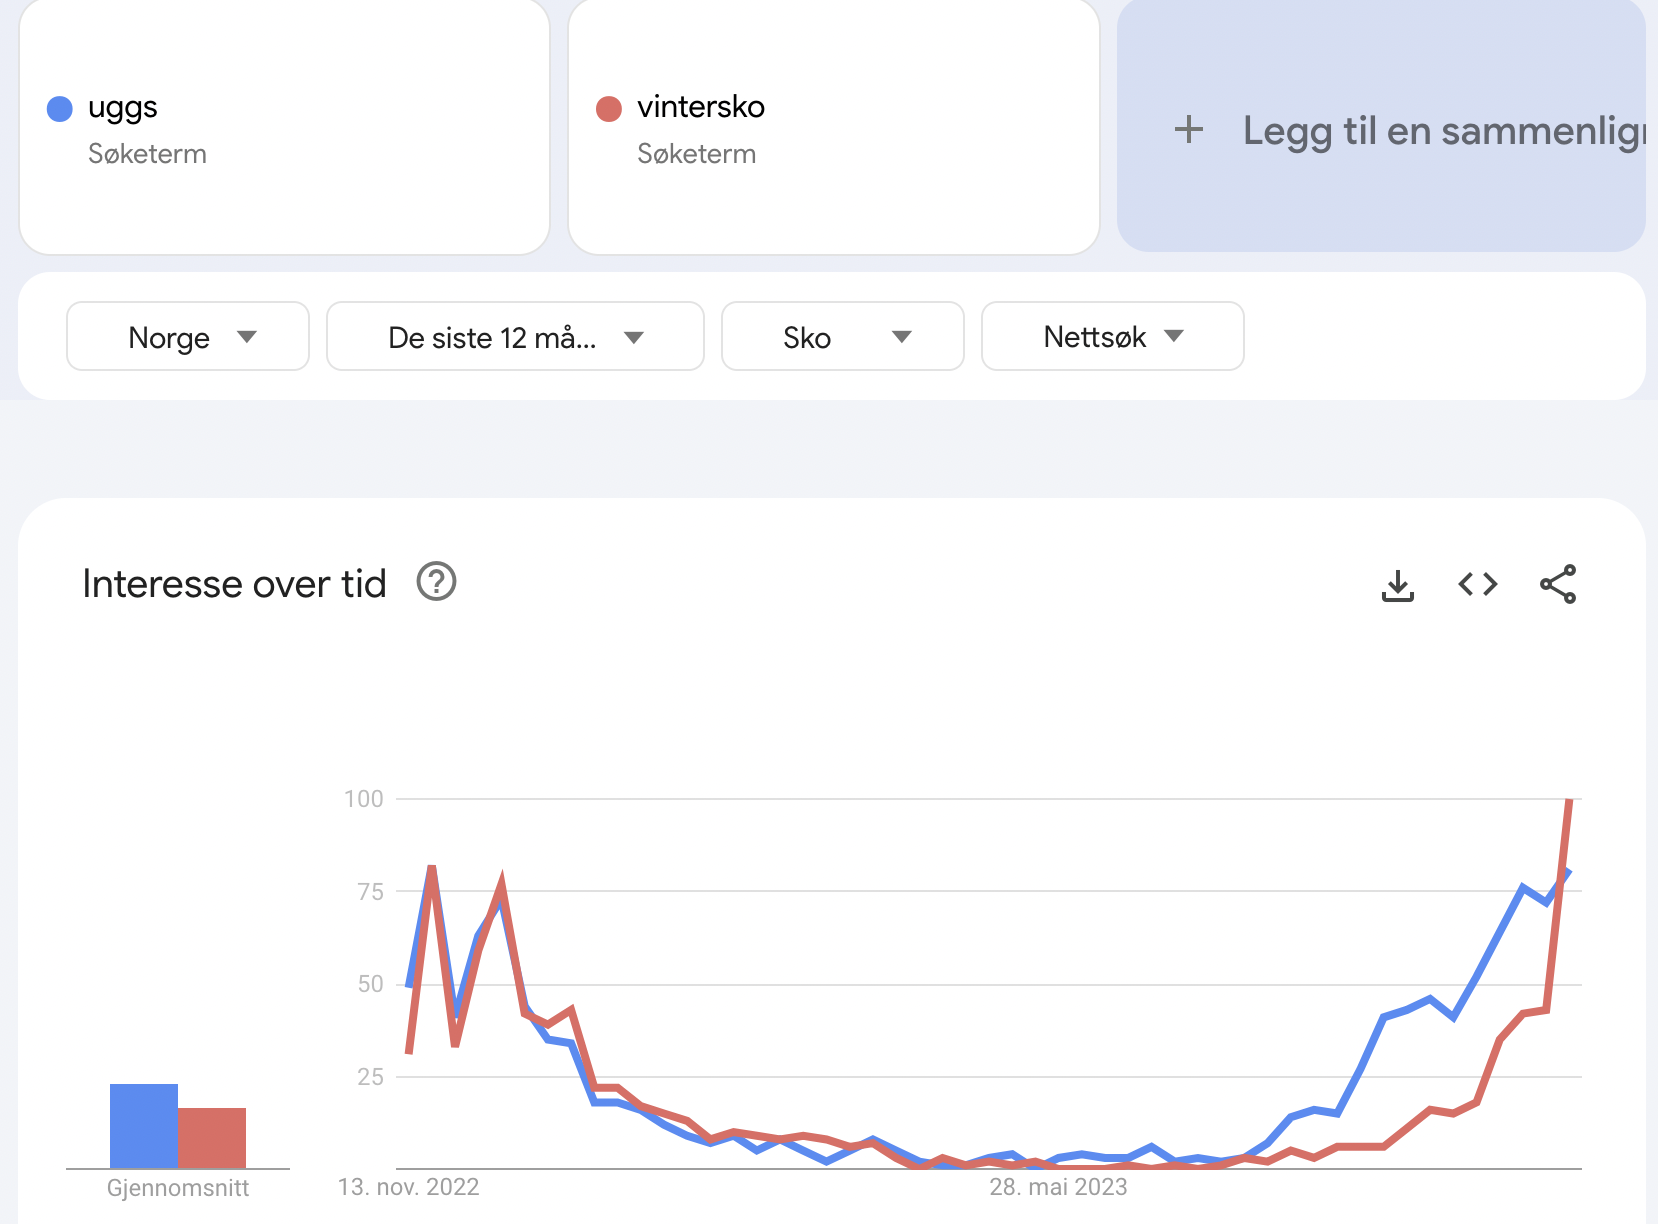 uggs
Søketerm
vintersko
Søketerm
+ Legg til en sammenlign
Norge
De siste 12 må...
Sko
Nettsøk
Interesse over tid
100
75
50
25
Gjennomsnitt
13. nov. 2022
28. mai 2023